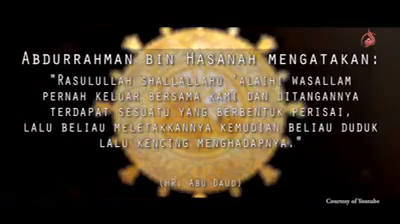 Abdurrahman bin Hasanah mengatakan:
"Rasulullah shallallahu 'alaihi wasallam
pernah keluar bersama kami dan ditangannya
terdapat sesuatu yang berbentuk perisai,
lalu beliau meletakkannya kemudian beliau duduk
lalu kencing menghadapnya."
(HR. Abu Daud)
Courtesy of Youtube